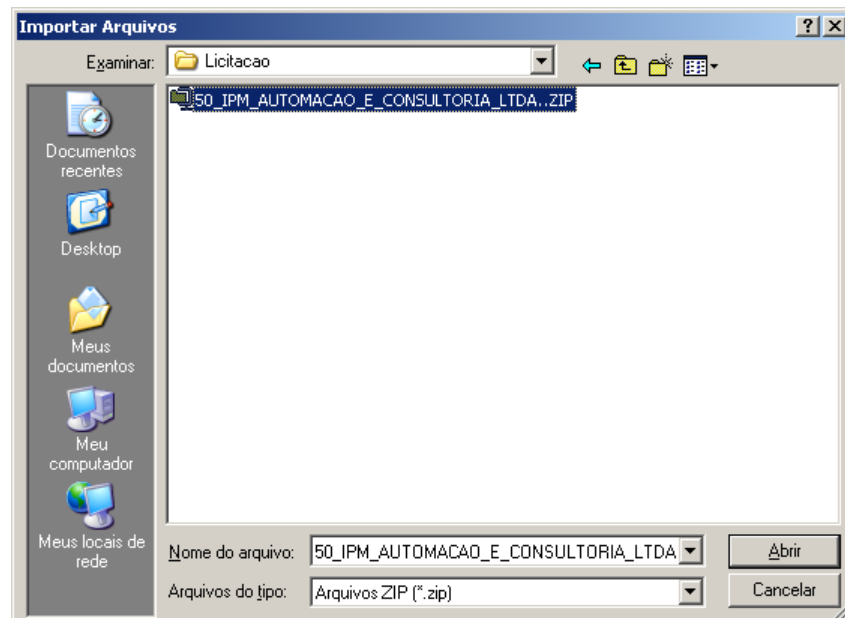 Importar Arquivos
Examinar: Licitacao
50_IPM_AUTOMACAO_E_CONSULTORIA_LTDA..ZIP
Documentos
recentes
Desktop
Meus
documentos
Meu
computador
Meus locais de
rede
Nome do arquivo: 50_IPM_AUTOMACAO_E_CONSULTORIA_LTDA Abrir
Arquivos do tipo: Arquivos ZIP (*.zip) Cancelar